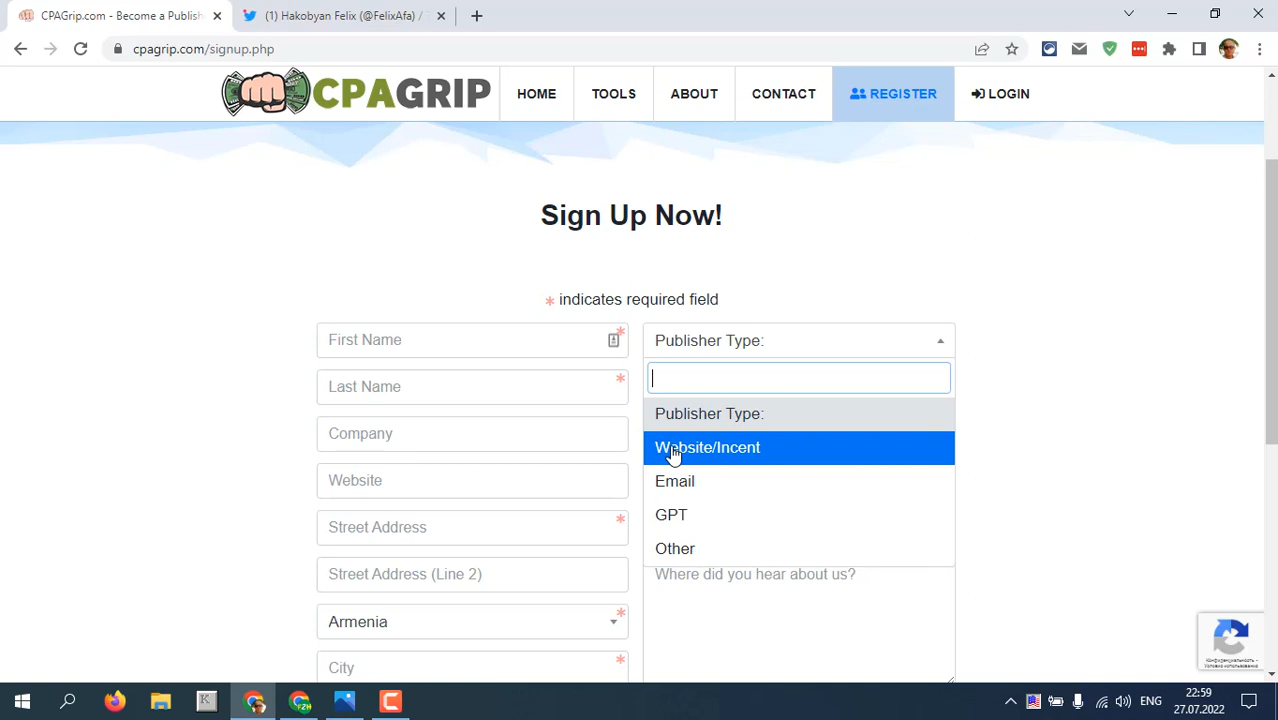 CPAGrip.com - Become a Publish
(1) Hakobyan Felix (@FelixAfa) / T
cpagrip.com/signup.php
CPAGRIP
HOME
TOOLS
ABOUT
CONTACT
REGISTER
LOGIN
Sign Up Now!
* indicates required field
First Name
*
Publisher Type:
Last Name
*
Publisher Type:
Company
Website/Incent
Website
Email
Street Address
*
GPT
Other
Street Address (Line 2)
Where did you hear about us?
Armenia
*
City
*
Конфиденциальность -
Условия использования
ENG
22:59
27.07.2022